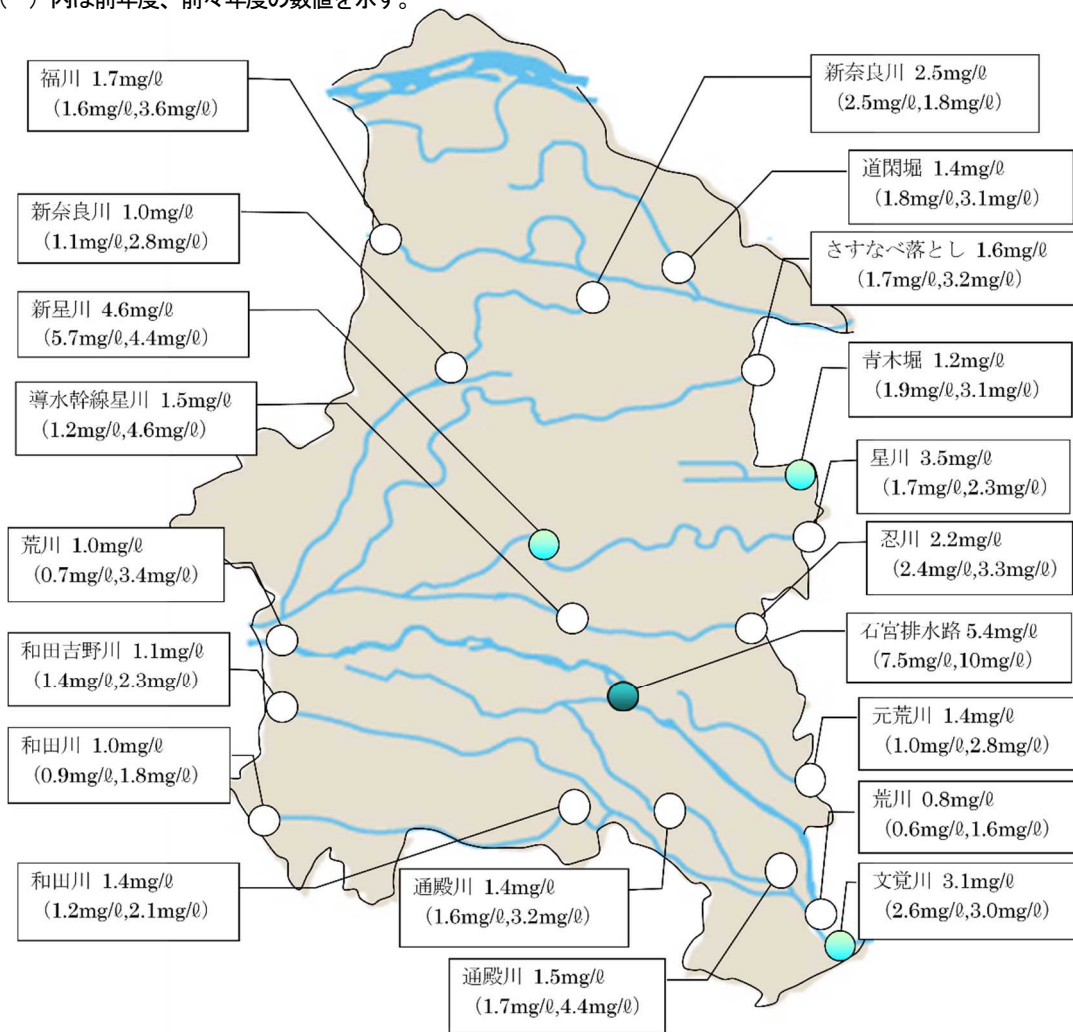 ( )内は前年度、前々年度の数値を示す。
福川 1.7mg/ℓ
(1.6mg/ℓ,3.6mg/ℓ)
新奈良川 2.5mg/ℓ
(2.5mg/ℓ,1.8mg/ℓ)
道閑堀 1.4mg/ℓ
(1.8mg/ℓ,3.1mg/ℓ)
新奈良川 1.0mg/ℓ
(1.1mg/ℓ,2.8mg/ℓ)
さすなべ落とし 1.6mg/ℓ
(1.7mg/ℓ,3.2mg/ℓ)
新星川 4.6mg/ℓ
(5.7mg/ℓ,4.4mg/ℓ)
青木堀 1.2mg/ℓ
(1.9mg/ℓ,3.1mg/ℓ)
導水幹線星川 1.5mg/ℓ
(1.2mg/ℓ,4.6mg/ℓ)
星川 3.5mg/ℓ
(1.7mg/ℓ,2.3mg/ℓ)
荒川 1.0mg/ℓ
(0.7mg/ℓ,3.4mg/ℓ)
忍川 2.2mg/ℓ
(2.4mg/ℓ,3.3mg/ℓ)
和田吉野川 1.1mg/ℓ
(1.4mg/ℓ,2.3mg/ℓ)
石宮排水路 5.4mg/ℓ
(7.5mg/ℓ,10mg/ℓ)
元荒川 1.4mg/ℓ
(1.0mg/ℓ,2.8mg/ℓ)
和田川 1.0mg/ℓ
(0.9mg/ℓ,1.8mg/ℓ)
荒川 0.8mg/ℓ
(0.6mg/ℓ,1.6mg/ℓ)
和田川 1.4mg/ℓ
(1.2mg/ℓ,2.1mg/ℓ)
通殿川 1.4mg/ℓ
(1.6mg/ℓ,3.2mg/ℓ)
文覚川 3.1mg/ℓ
(2.6mg/ℓ,3.0mg/ℓ)
通殿川 1.5mg/ℓ
(1.7mg/ℓ,4.4mg/ℓ)